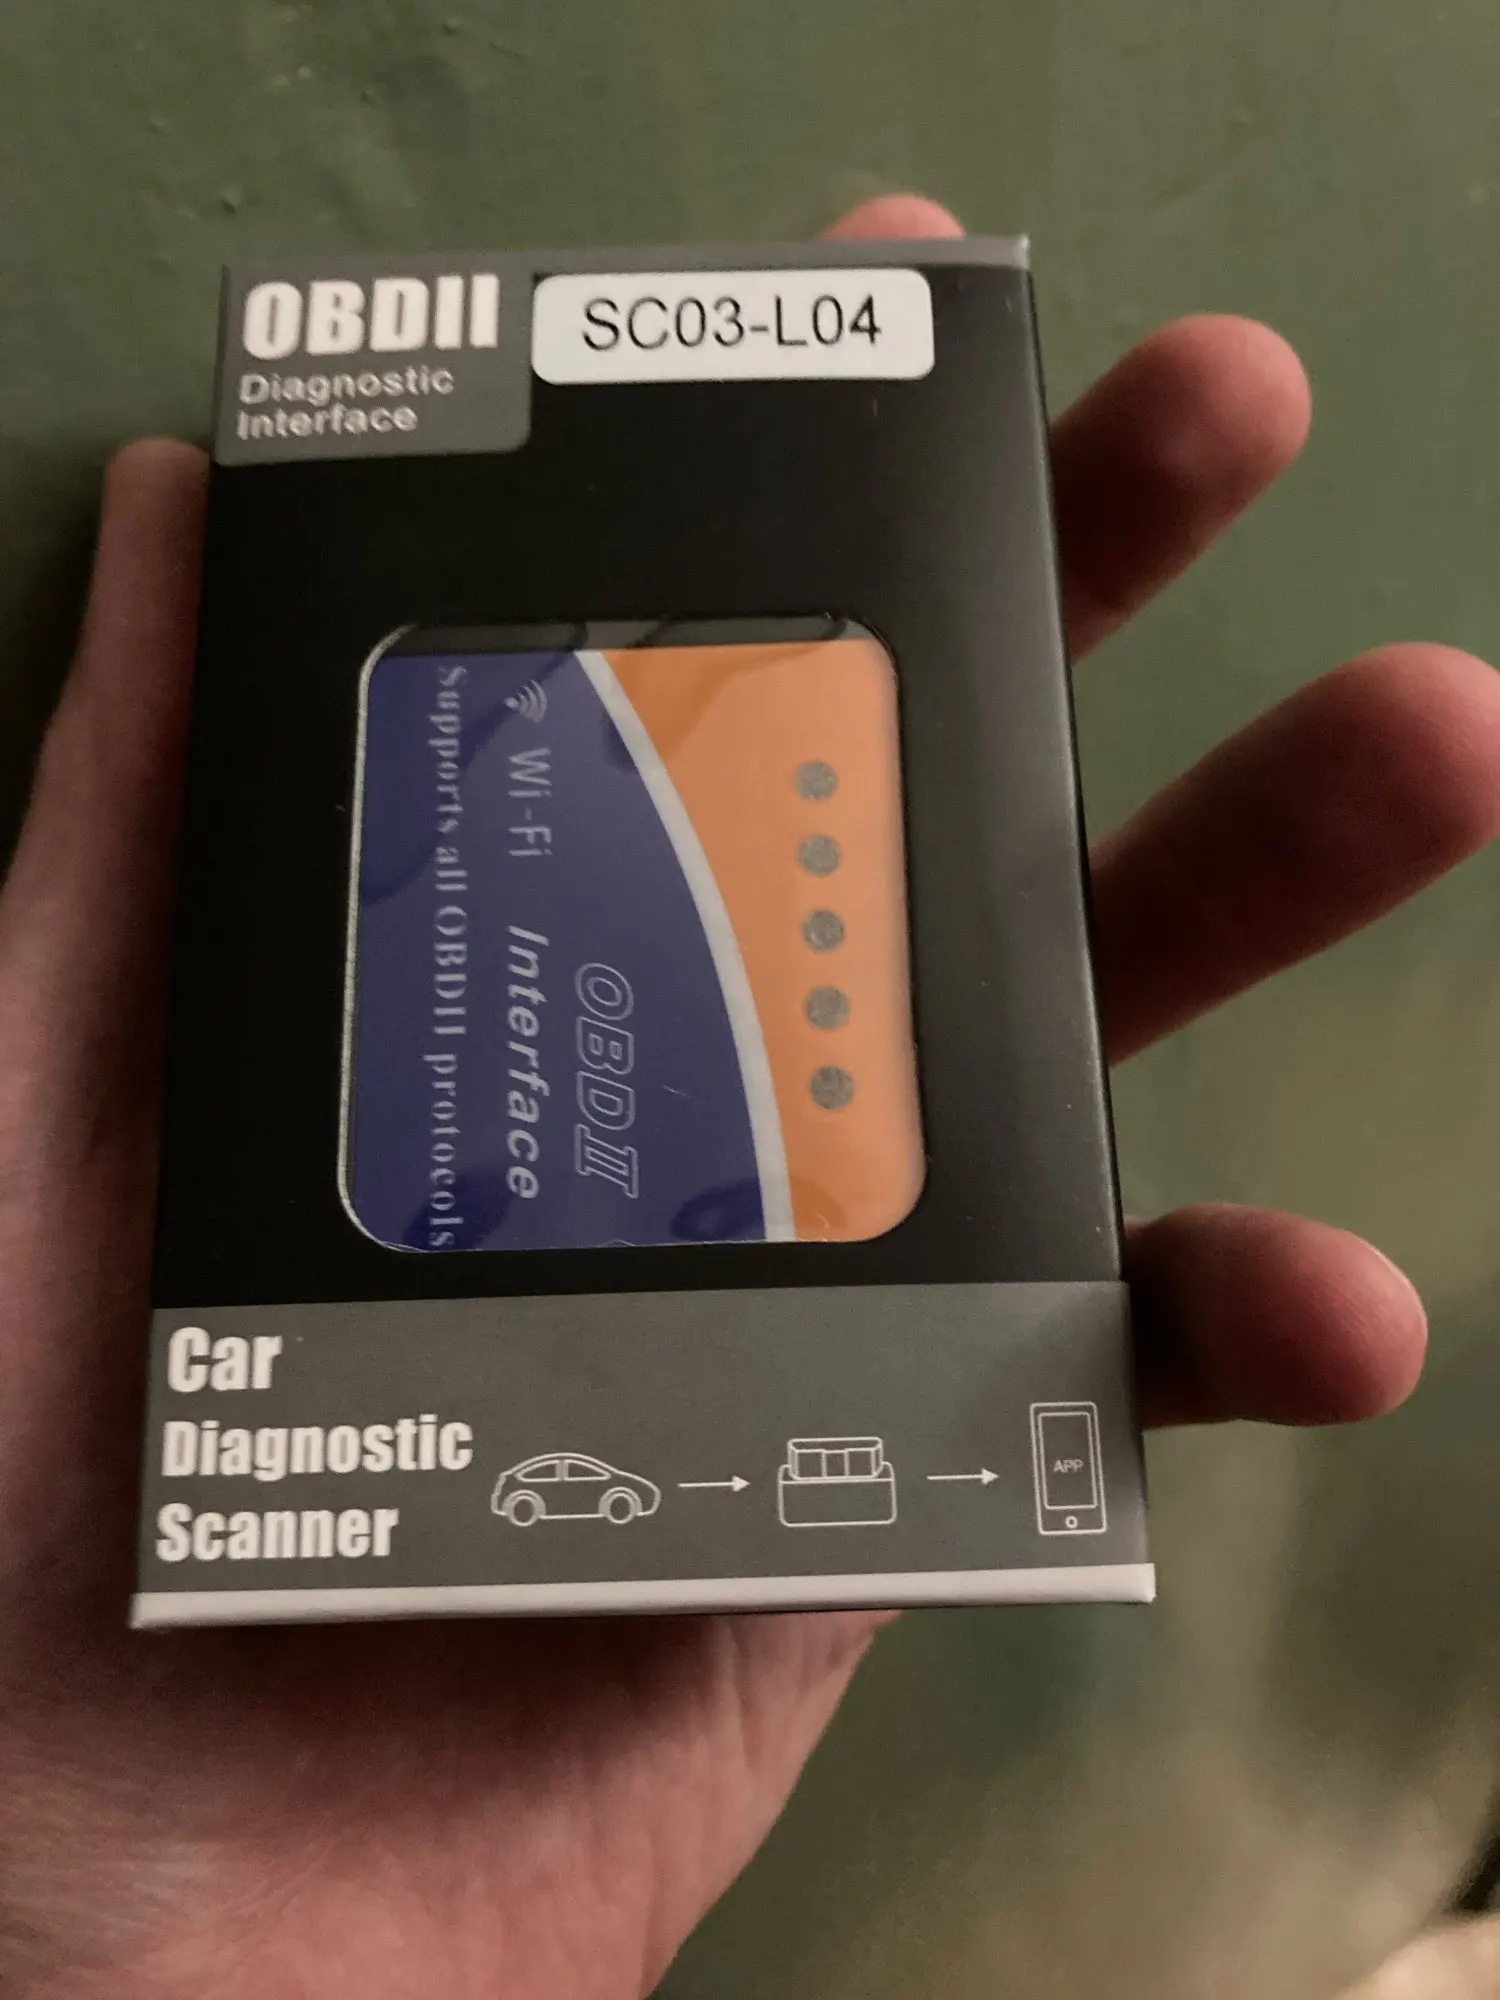 OBDII
Diagnostic
Interface
SC03-L04
OBDII
Wi-Fi Interface
Supports all OBDII protocols
Car
Diagnostic
Scanner
APP